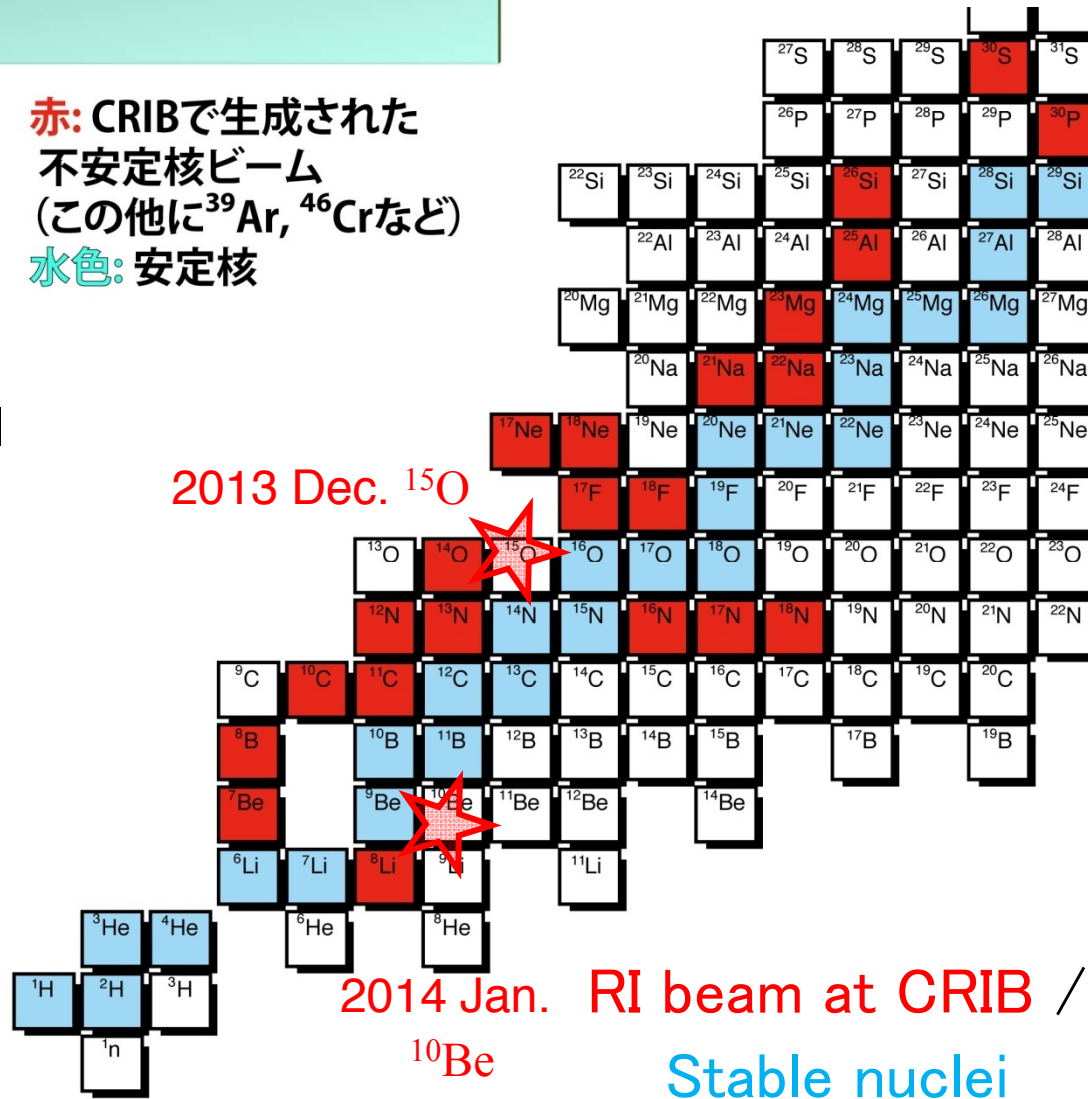 赤: CRIBで生成された
不安定核ビーム
(この他に³⁹Ar, ⁴⁶Crなど)
水色: 安定核
²⁷S ²⁸S ²⁹S ³⁰S ³¹S
²⁶P ²⁷P ²⁸P ²⁹P ³⁰P
²²Si ²³Si ²⁴Si ²⁵Si ²⁶Si ²⁷Si ²⁸Si ²⁹Si
²²Al ²³Al ²⁴Al ²⁵Al ²⁶Al ²⁷Al ²⁸Al
²⁰Mg ²¹Mg ²²Mg ²³Mg ²⁴Mg ²⁵Mg ²⁶Mg ²⁷Mg
²⁰Na ²¹Na ²²Na ²³Na ²⁴Na ²⁵Na ²⁶Na
¹⁷Ne ¹⁸Ne ¹⁹Ne ²⁰Ne ²¹Ne ²²Ne ²³Ne ²⁴Ne ²⁵Ne
2013 Dec. ¹⁵O
¹⁷F ¹⁸F ¹⁹F ²⁰F ²¹F ²²F ²³F ²⁴F
¹³O ¹⁴O ¹⁵O ¹⁶O ¹⁷O ¹⁸O ¹⁹O ²⁰O ²¹O ²²O ²³O
¹²N ¹³N ¹⁴N ¹⁵N ¹⁶N ¹⁷N ¹⁸N ¹⁹N ²⁰N ²¹N ²²N
⁹C ¹⁰C ¹¹C ¹²C ¹³C ¹⁴C ¹⁵C ¹⁶C ¹⁷C ¹⁸C ¹⁹C ²⁰C
⁸B ¹⁰B ¹¹B ¹²B ¹³B ¹⁴B ¹⁵B ¹⁷B ¹⁹B
⁷Be ⁹Be ¹⁰Be ¹¹Be ¹²Be ¹⁴Be
⁶Li ⁷Li ⁸Li ⁹Li ¹¹Li
³He ⁴He ⁶He ⁸He
¹H ²H ³H
¹n
2014 Jan.
¹⁰Be
RI beam at CRIB /
Stable nuclei